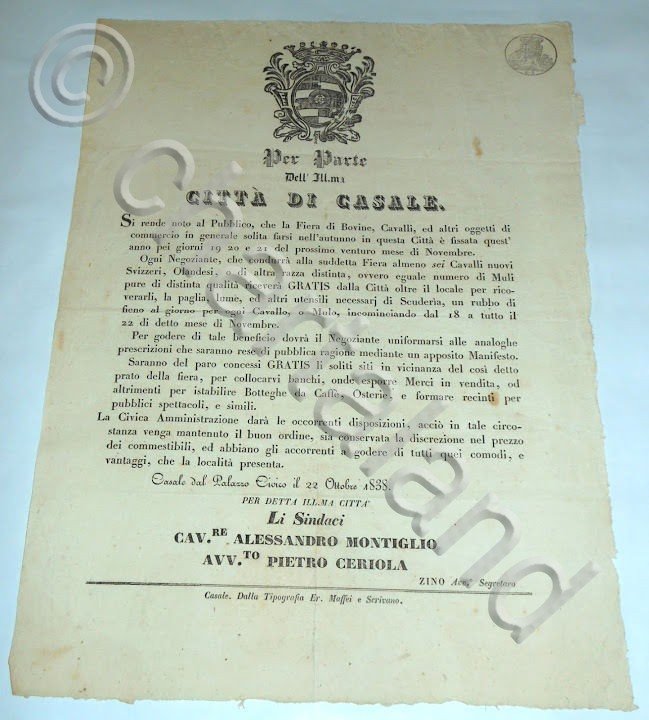 Per Parte
Dell' Ill.ma
CITTÀ DI CASALE.
Si rende noto al Pubblico, che la Fiera di Bovine, Cavalli, ed altri oggetti di
commercio in generale solita farsi nell'autunno in questa Città è fissata quest'
anno pei giorni 19 20 e 21 del prossimo venturo mese di Novembre.
Ogni Negoziante, che condurrà alla suddetta Fiera almeno sei Cavalli nuovi
Svizzeri, Olandesi, o di altra razza distinta, ovvero eguale numero di Muli
pure di distinta qualità riceverà GRATIS dalla Città oltre il locale per rico-
verarli, la paglia, lume, ed altri utensili necessarj di Scuderìa, un rubbo di
fieno al giorno per ogni Cavallo, o Mulo, incominciando dal 18 a tutto il
22 di detto mese di Novembre.
Per godere di tale beneficio dovrà il Negoziante uniformarsi alle analoghe
prescrizioni che saranno rese di pubblica ragione mediante un apposito Manifesto.
Saranno del paro concessi GRATIS li soliti siti in vicinanza del così detto
prato della fiera, per collocarvi banchi, onde esporre Merci in vendita, od
altrimenti per istabilire Botteghe da Caffè, Osterie, e formare recinti per
pubblici spettacoli, e simili.
La Civica Amministrazione darà le occorrenti disposizioni, acciò in tale circo-
stanza venga mantenuto il buon ordine, sia conservata la discrezione nel prezzo
dei commestibili, ed abbiano gli accorrenti a godere di tutti quei comodi, e
vantaggi, che la località presenta.
Casale dal Palazzo Civico il 22 Ottobre 1838.
PER DETTA ILL.MA CITTA'
Li Sindaci
CAV.RE ALESSANDRO MONTIGLIO
AVV.TO PIETRO CERIOLA
ZINO Avv.° Segretaro
Casale. Dalla Tipografia Er. Maffei e Scrivano.
© Cartaland